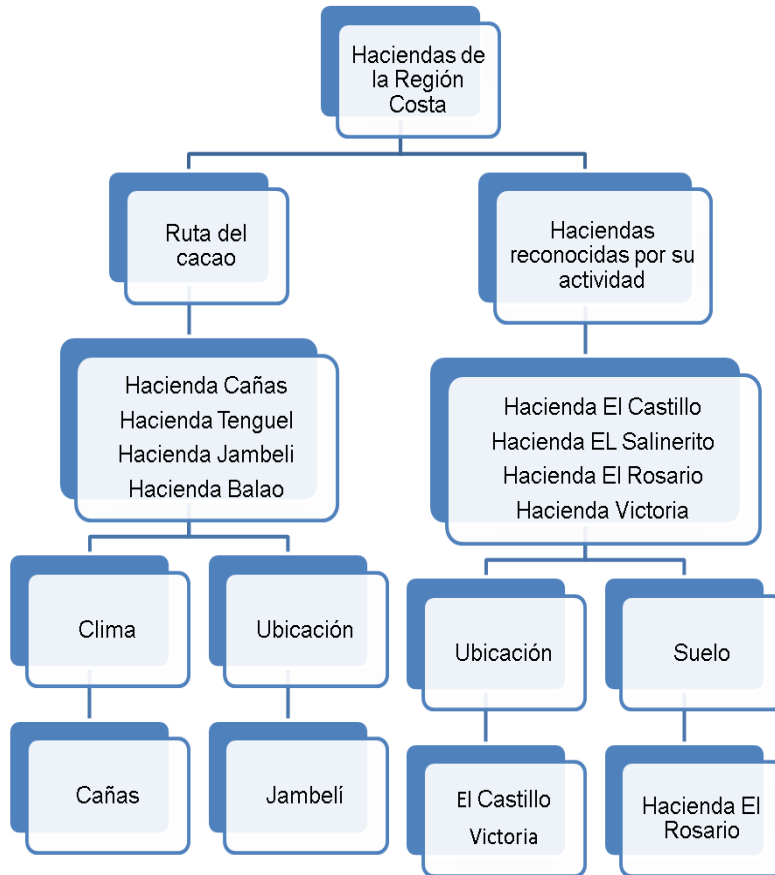 Haciendas de
la Región
Costa
Ruta del
cacao
Haciendas
reconocidas por su
actividad
Hacienda Cañas
Hacienda Tenguel
Hacienda Jambeli
Hacienda Balao
Hacienda El Castillo
Hacienda EL Salinerito
Hacienda El Rosario
Hacienda Victoria
Clima
Ubicación
Ubicación
Suelo
Cañas
Jambelí
El Castillo
Victoria
Hacienda El
Rosario